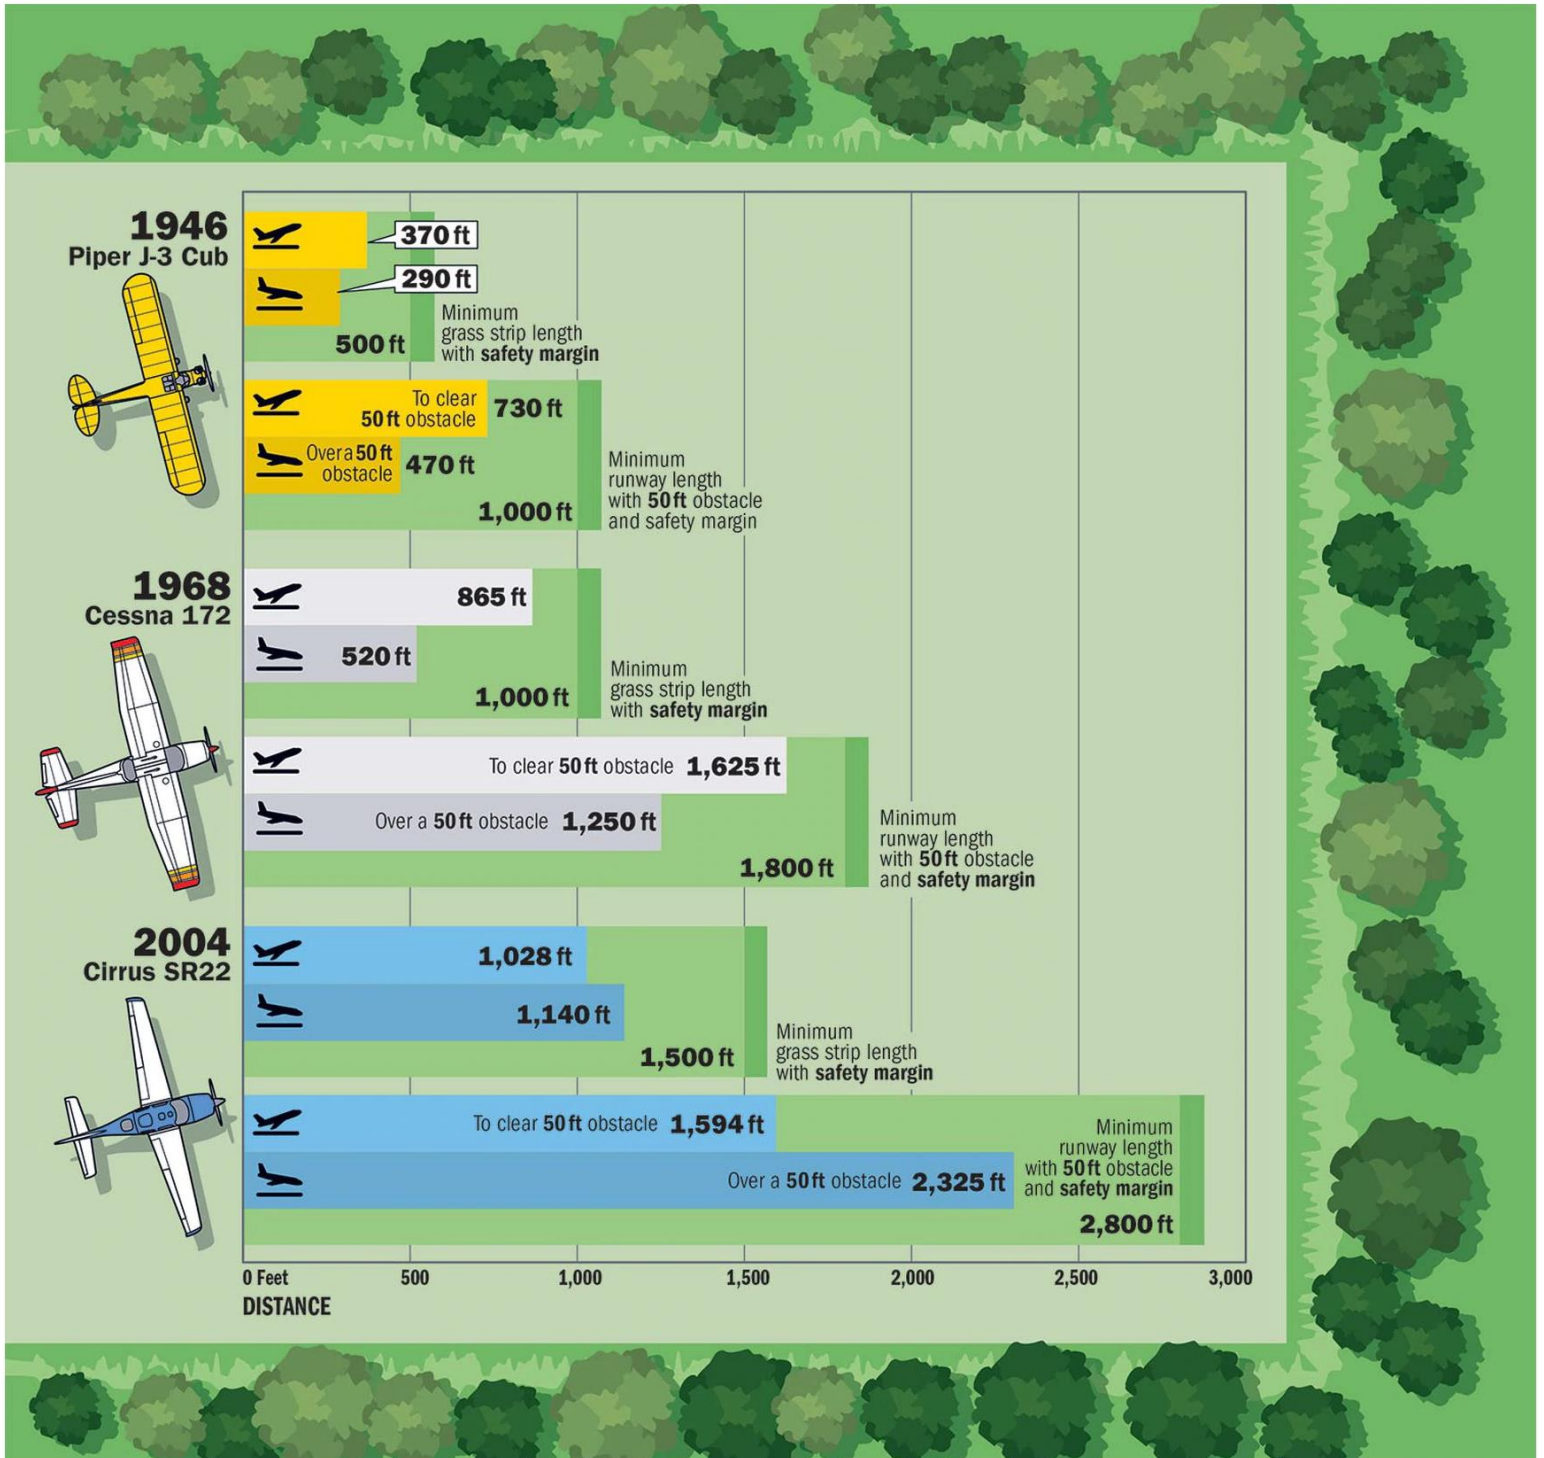 1946
Piper J-3 Cub
370 ft
290 ft
500 ft
Minimum
grass strip length
with safety margin
To clear
50 ft obstacle
730 ft
Over a 50 ft
obstacle
470 ft
1,000 ft
Minimum
runway length
with 50 ft obstacle
and safety margin
1968
Cessna 172
865 ft
520 ft
1,000 ft
Minimum
grass strip length
with safety margin
To clear 50 ft obstacle 1,625 ft
Over a 50 ft obstacle 1,250 ft
1,800 ft
Minimum
runway length
with 50 ft obstacle
and safety margin
2004
Cirrus SR22
1,028 ft
1,140 ft
1,500 ft
Minimum
grass strip length
with safety margin
To clear 50 ft obstacle 1,594 ft
Over a 50 ft obstacle 2,325 ft
Minimum
runway length
with 50 ft obstacle
and safety margin
2,800 ft
0 Feet 500 1,000 1,500 2,000 2,500 3,000
DISTANCE